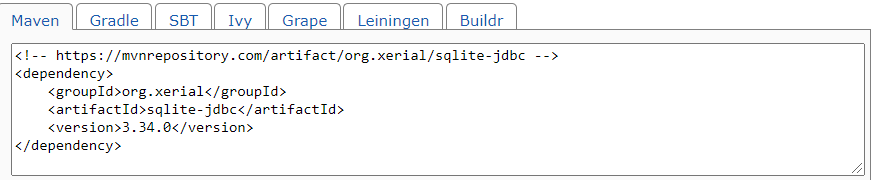 Maven Gradle SBT Ivy Grape Leiningen Buildr
<!-- https://mvnrepository.com/artifact/org.xerial/sqlite-jdbc -->
<dependency>
    <groupId>org.xerial</groupId>
    <artifactId>sqlite-jdbc</artifactId>
    <version>3.34.0</version>
</dependency>